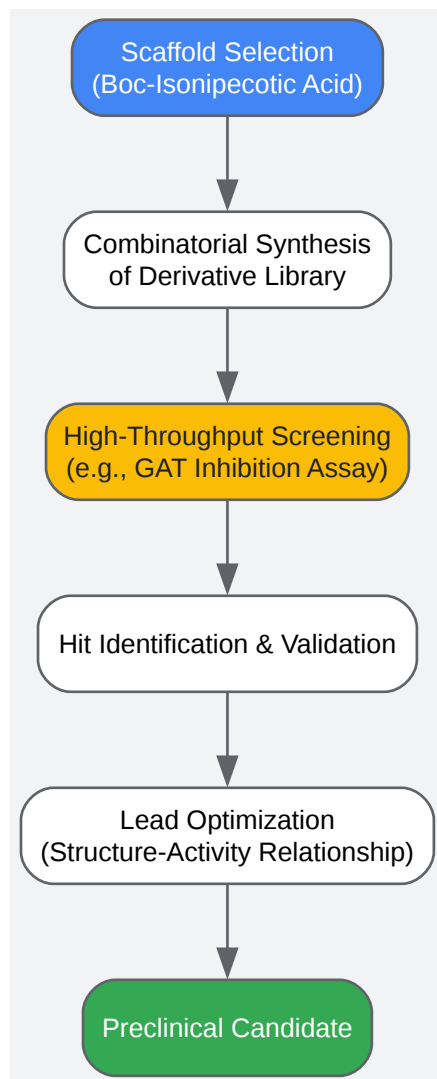 Scaffold Selection
(Boc-Isonipecotic Acid)
Combinatorial Synthesis
of Derivative Library
High-Throughput Screening
(e.g., GAT Inhibition Assay)
Hit Identification & Validation
Lead Optimization
(Structure-Activity Relationship)
Preclinical Candidate